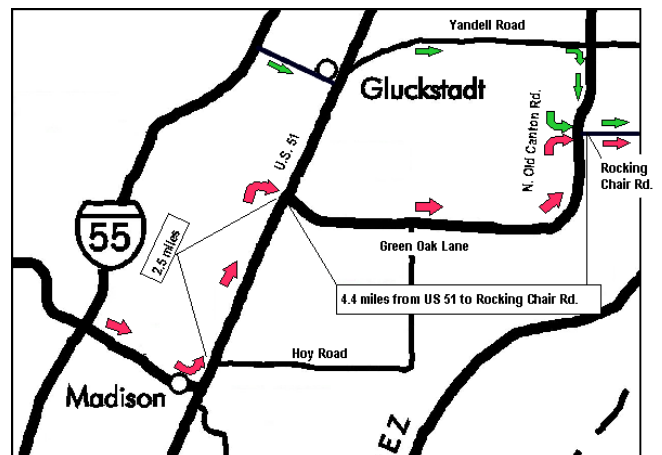 Yandell Road
Gluckstadt
U.S. 51
N. Old Canton Rd.
Rocking
Chair Rd.
55
2.5 miles
Green Oak Lane
4.4 miles from US 51 to Rocking Chair Rd.
Hoy Road
Madison
EZ